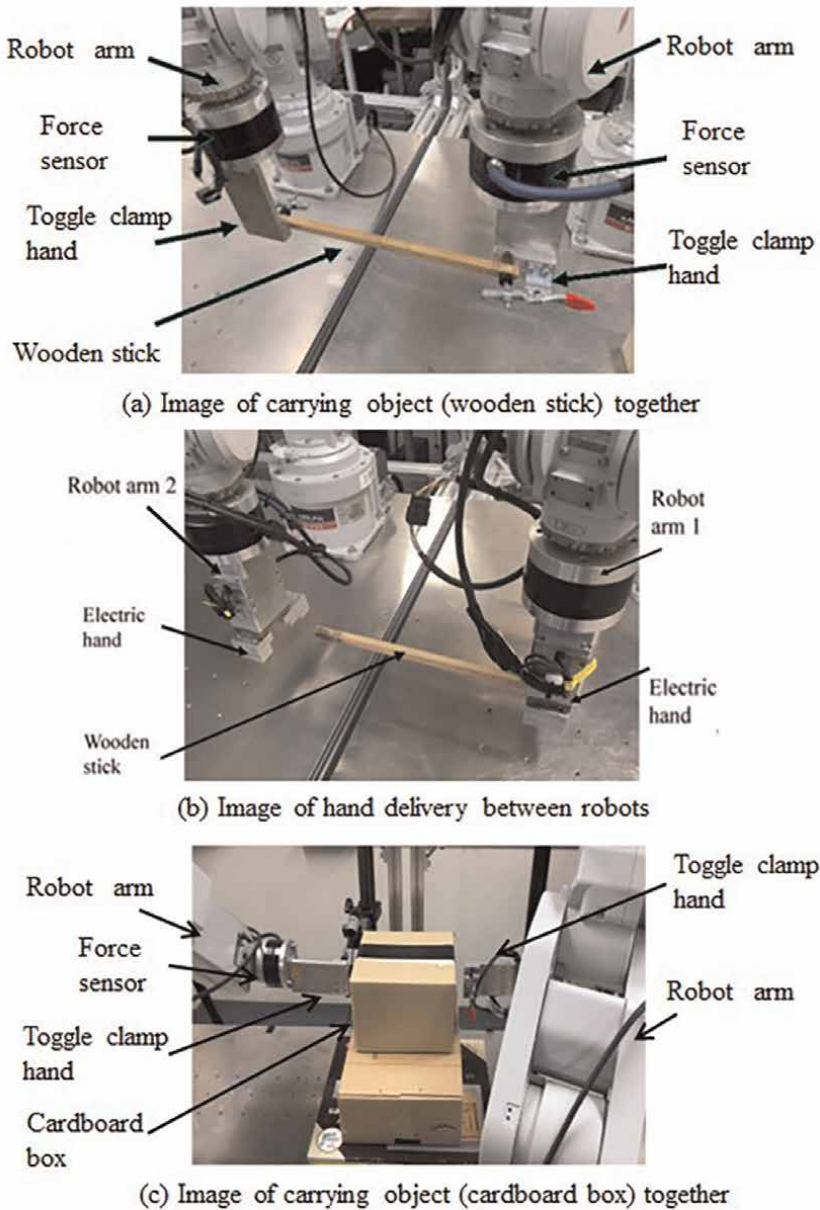 Robot arm
Robot arm
Force
sensor
Force
sensor
Toggle clamp
hand
Toggle clamp
hand
Wooden stick
(a) Image of carrying object (wooden stick) together
Robot arm 2
Robot
arm 1
Electric
hand
Electric
hand
Wooden
stick
(b) Image of hand delivery between robots
Toggle clamp
hand
Robot arm
Force
sensor
Robot arm
Toggle clamp
hand
Cardboard
box
(c) Image of carrying object (cardboard box) together